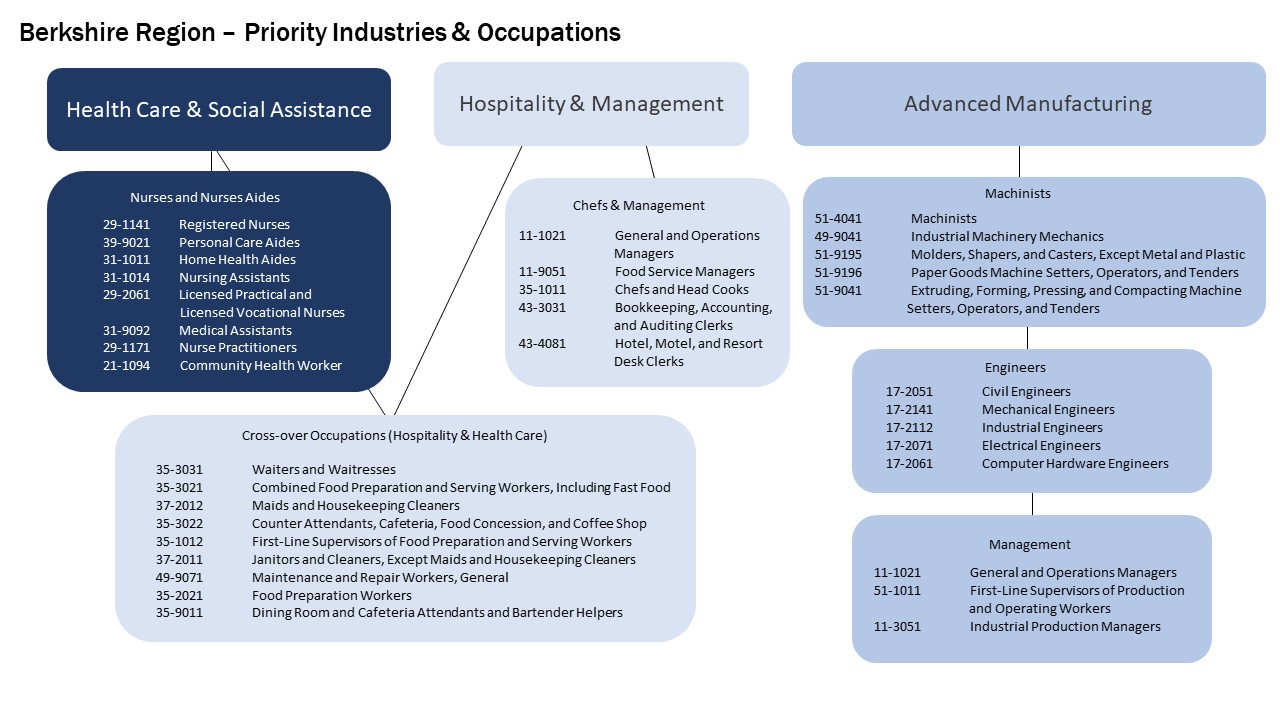 Berkshire Region – Priority Industries & Occupations
Health Care & Social Assistance
Nurses and Nurses Aides
29-1141 Registered Nurses
39-9021 Personal Care Aides
31-1011 Home Health Aides
31-1014 Nursing Assistants
29-2061 Licensed Practical and
Licensed Vocational Nurses
31-9092 Medical Assistants
29-1171 Nurse Practitioners
21-1094 Community Health Worker
Hospitality & Management
Chefs & Management
11-1021 General and Operations
Managers
11-9051 Food Service Managers
35-1011 Chefs and Head Cooks
43-3031 Bookkeeping, Accounting,
and Auditing Clerks
43-4081 Hotel, Motel, and Resort
Desk Clerks
Cross-over Occupations (Hospitality & Health Care)
35-3031 Waiters and Waitresses
35-3021 Combined Food Preparation and Serving Workers, Including Fast Food
37-2012 Maids and Housekeeping Cleaners
35-3022 Counter Attendants, Cafeteria, Food Concession, and Coffee Shop
35-1012 First-Line Supervisors of Food Preparation and Serving Workers
37-2011 Janitors and Cleaners, Except Maids and Housekeeping Cleaners
49-9071 Maintenance and Repair Workers, General
35-2021 Food Preparation Workers
35-9011 Dining Room and Cafeteria Attendants and Bartender Helpers
Advanced Manufacturing
Machinists
51-4041 Machinists
49-9041 Industrial Machinery Mechanics
51-9195 Molders, Shapers, and Casters, Except Metal and Plastic
51-9196 Paper Goods Machine Setters, Operators, and Tenders
51-9041 Extruding, Forming, Pressing, and Compacting Machine
Setters, Operators, and Tenders
Engineers
17-2051 Civil Engineers
17-2141 Mechanical Engineers
17-2112 Industrial Engineers
17-2071 Electrical Engineers
17-2061 Computer Hardware Engineers
Management
11-1021 General and Operations Managers
51-1011 First-Line Supervisors of Production
and Operating Workers
11-3051 Industrial Production Managers